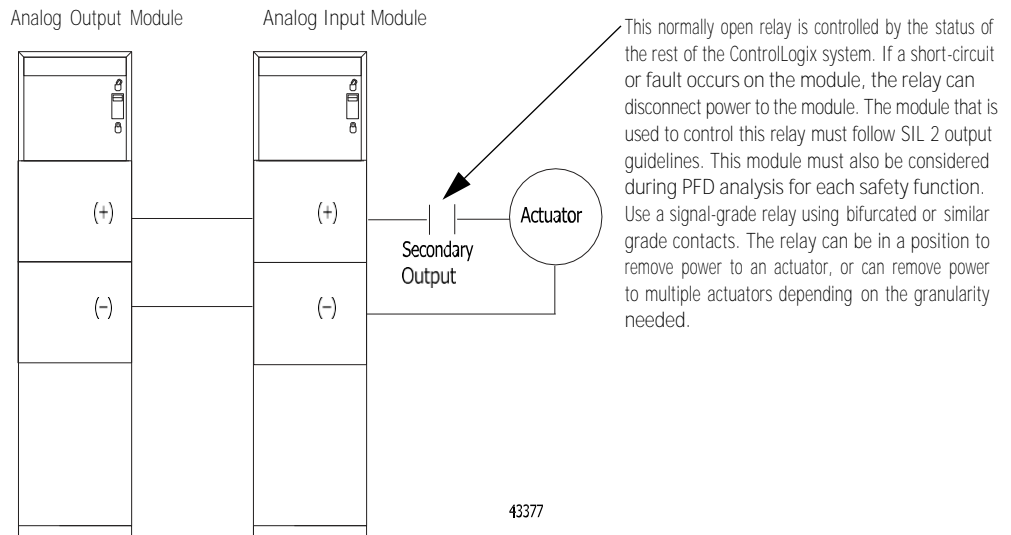 Analog Output Module
Analog Input Module
This normally open relay is controlled by the status of
the rest of the ControlLogix system. If a short-circuit
or fault occurs on the module, the relay can
disconnect power to the module. The module that is
used to control this relay must follow SIL 2 output
guidelines. This module must also be considered
during PFD analysis for each safety function.
Use a signal-grade relay using bifurcated or similar
grade contacts. The relay can be in a position to
remove power to an actuator, or can remove power
to multiple actuators depending on the granularity
needed.
(+)
(+)
Actuator
Secondary
Output
(−)
(−)
43377